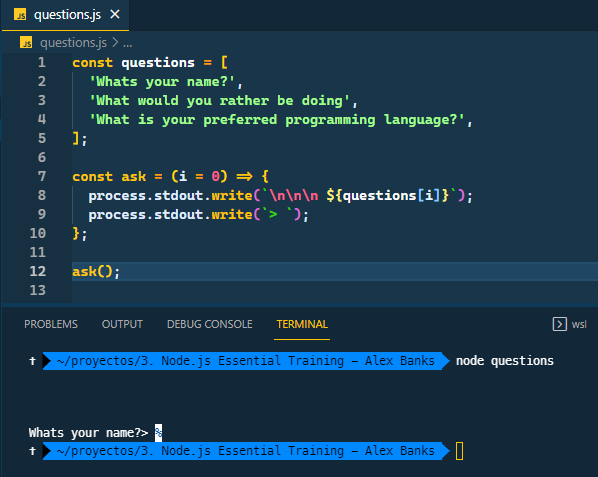 JS questions.js ×
JS questions.js > ...
1 const questions = [
2 'Whats your name?',
3 'What would you rather be doing',
4 'What is your preferred programming language?',
5 ];
6
7 const ask = (i = 0) => {
8 process.stdout.write(`\n\n\n ${questions[i]}`);
9 process.stdout.write(`> `);
10 };
11
12 ask();
13
PROBLEMS OUTPUT DEBUG CONSOLE TERMINAL wsl
~/proyectos/3. Node.js Essential Training - Alex Banks node questions
Whats your name?> %
~/proyectos/3. Node.js Essential Training - Alex Banks